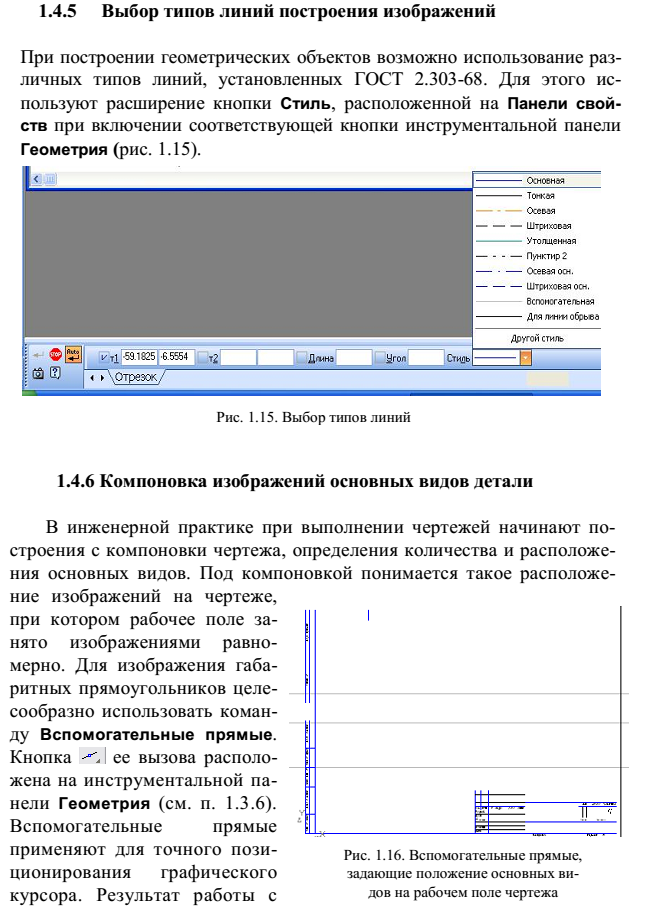 1.4.5 Выбор типов линий построения изображений
При построении геометрических объектов возможно использование раз-
личных типов линий, установленных ГОСТ 2.303-68. Для этого ис-
пользуют расширение кнопки Стиль, расположенной на Панели свой-
ств при включении соответствующей кнопки инструментальной панели
Геометрия (рис. 1.15).
Основная
Тонкая
Осевая
Штриховая
Утолщенная
Пунктир 2
Осевая осн.
Штриховая осн.
Вспомогательная
Для линии обрыва
Другой стиль
STOP Auto т1 -59.1825 -6.5554 т2 Длина Угол Стиль
Отрезок
Рис. 1.15. Выбор типов линий
1.4.6 Компоновка изображений основных видов детали
В инженерной практике при выполнении чертежей начинают по-
строения с компоновки чертежа, определения количества и расположе-
ния основных видов. Под компоновкой понимается такое расположе-
ние изображений на чертеже,
при котором рабочее поле за-
нято изображениями равно-
мерно. Для изображения габа-
ритных прямоугольников целе-
сообразно использовать коман-
ду Вспомогательные прямые.
Кнопка ее вызова располо-
жена на инструментальной па-
нели Геометрия (см. п. 1.3.6).
Вспомогательные прямые
применяют для точного пози-
ционирования графического
курсора. Результат работы с
Рис. 1.16. Вспомогательные прямые,
задающие положение основных ви-
дов на рабочем поле чертежа